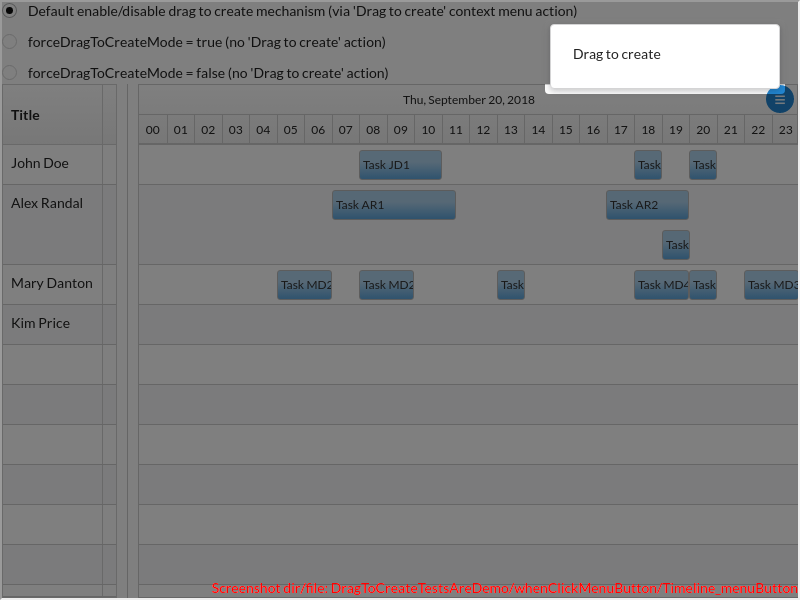 Default enable/disable drag to create mechanism (via 'Drag to create' context menu action)
forceDragToCreateMode = true (no 'Drag to create' action)
Drag to create
forceDragToCreateMode = false (no 'Drag to create' action)
Title
Thu, September 20, 2018
00 01 02 03 04 05 06 07 08 09 10 11 12 13 14 15 16 17 18 19 20 21 22 23
John Doe Task JD1 Task Task
Alex Randal Task AR1 Task AR2
Task
Mary Danton Task MD2 Task MD2 Task Task MD4 Task Task MD3
Kim Price
Screenshot dir/file: DragToCreateTestsAreDemo/whenClickMenuButton/Timeline_menuButton